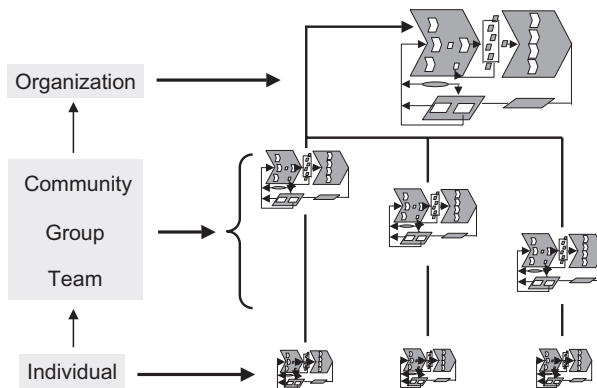 Organization
Community
Group
Team
Individual